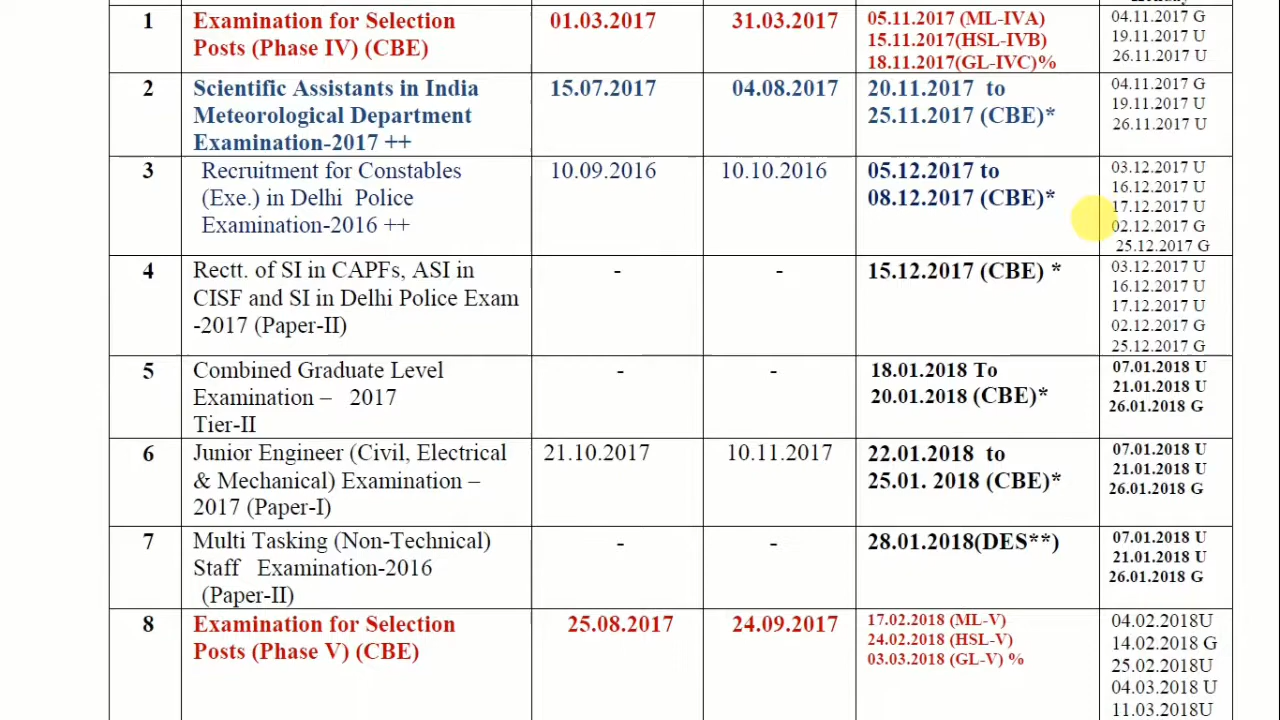 1
Examination for Selection
Posts (Phase IV) (CBE)
01.03.2017
31.03.2017
05.11.2017 (ML-IVA)
15.11.2017(HSL-IVB)
18.11.2017(GL-IVC)%
04.11.2017 G
19.11.2017 U
26.11.2017 U
2
Scientific Assistants in India
Meteorological Department
Examination-2017 ++
15.07.2017
04.08.2017
20.11.2017 to
25.11.2017 (CBE)*
04.11.2017 G
19.11.2017 U
26.11.2017 U
3
Recruitment for Constables
(Exe.) in Delhi Police
Examination-2016 ++
10.09.2016
10.10.2016
05.12.2017 to
08.12.2017 (CBE)*
03.12.2017 U
16.12.2017 U
17.12.2017 U
02.12.2017 G
25.12.2017 G
4
Rectt. of SI in CAPFs, ASI in
CISF and SI in Delhi Police Exam
-2017 (Paper-II)
-
-
15.12.2017 (CBE) *
03.12.2017 U
16.12.2017 U
17.12.2017 U
02.12.2017 G
25.12.2017 G
5
Combined Graduate Level
Examination – 2017
Tier-II
-
-
18.01.2018 To
20.01.2018 (CBE)*
07.01.2018 U
21.01.2018 U
26.01.2018 G
6
Junior Engineer (Civil, Electrical
& Mechanical) Examination –
2017 (Paper-I)
21.10.2017
10.11.2017
22.01.2018 to
25.01. 2018 (CBE)*
07.01.2018 U
21.01.2018 U
26.01.2018 G
7
Multi Tasking (Non-Technical)
Staff Examination-2016
(Paper-II)
-
-
28.01.2018(DES**)
07.01.2018 U
21.01.2018 U
26.01.2018 G
8
Examination for Selection
Posts (Phase V) (CBE)
25.08.2017
24.09.2017
17.02.2018 (ML-V)
24.02.2018 (HSL-V)
03.03.2018 (GL-V) %
04.02.2018U
14.02.2018 G
25.02.2018U
04.03.2018 U
11.03.2018U